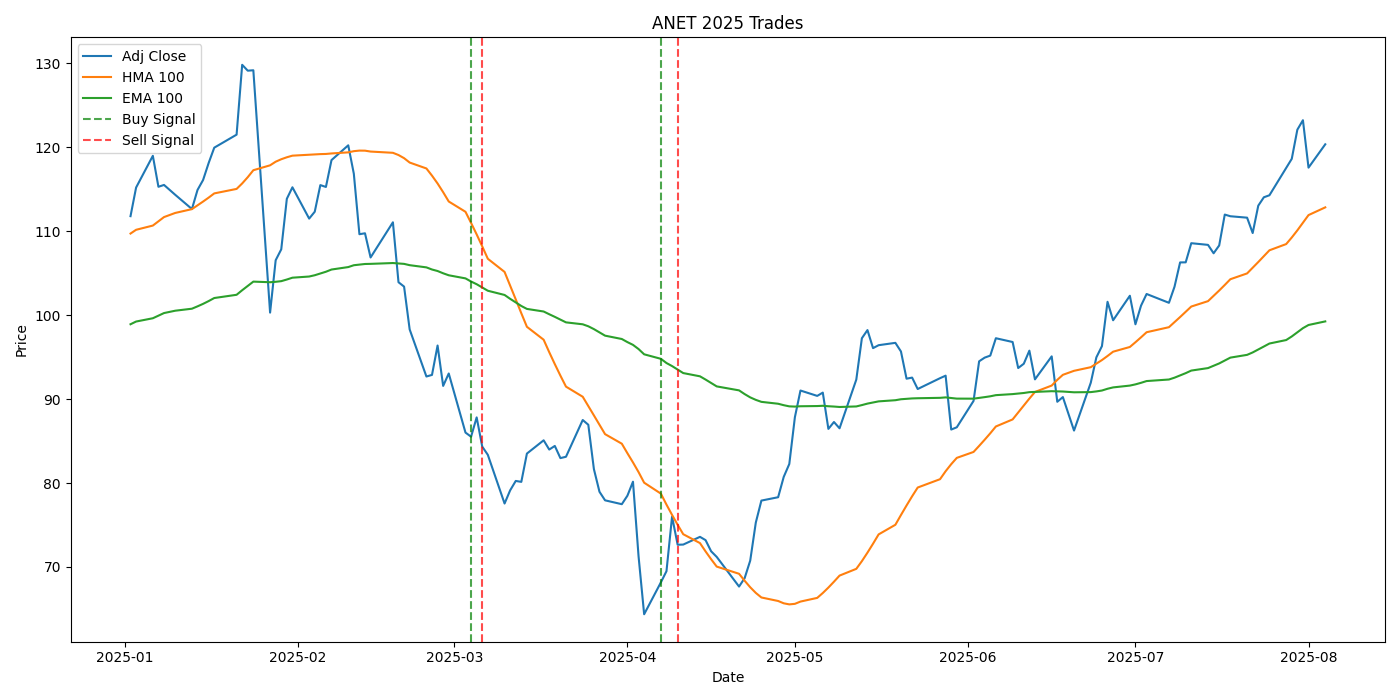 ANET 2025 Trades
Adj Close
HMA 100
EMA 100
Buy Signal
Sell Signal
Price
130
120
110
100
90
80
70
2025-01 2025-02 2025-03 2025-04 2025-05 2025-06 2025-07 2025-08
Date